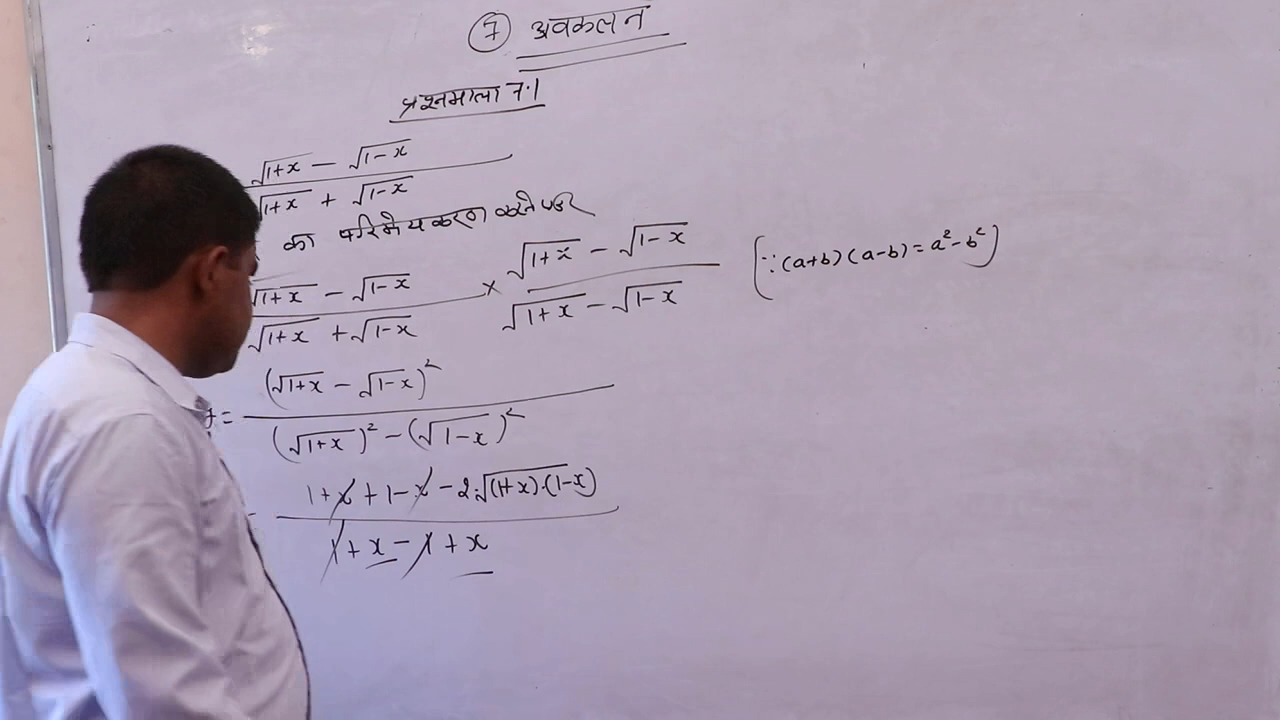 ⑦ अवकलन
प्रश्नमाला 7.1
√1+x − √1−x
√1+x + √1−x
का परिमेयकरण करने पर
√1+x − √1−x × √1+x − √1−x (∵ (a+b) (a−b) = a² − b²)
√1+x + √1−x √1+x − √1−x
(√1+x − √1−x)²
=
(√1+x)² − (√1−x)²
1+x + 1−x − 2.√(1+x).(1−x)
1+x − 1 + x